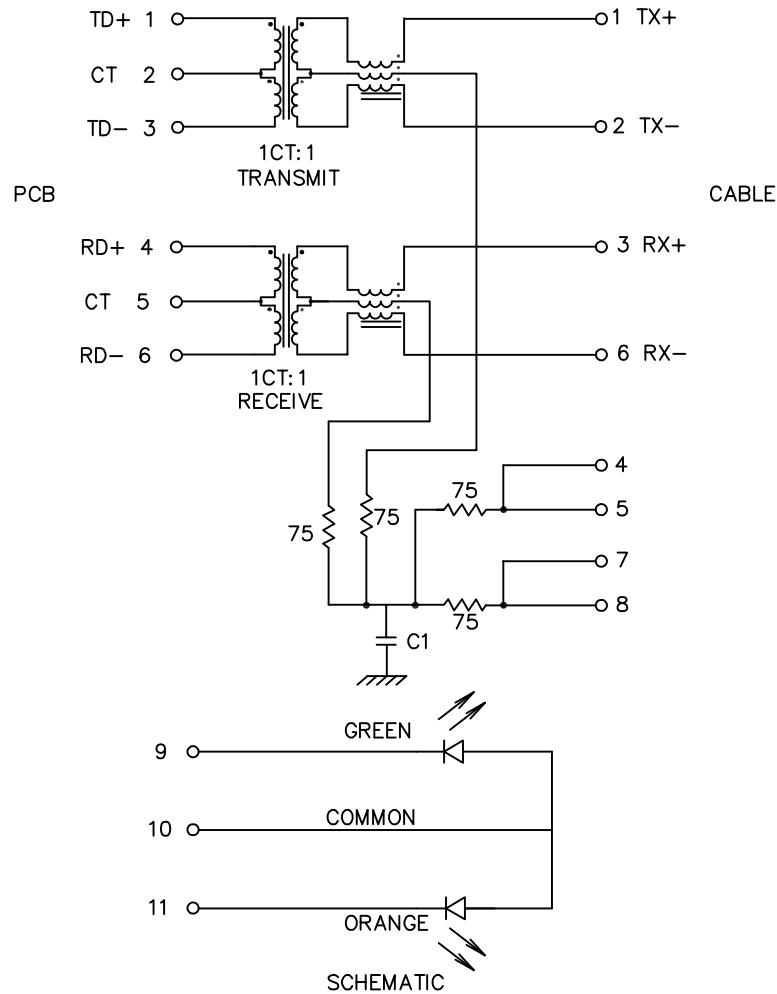 TD+ 1
1 TX+
CT 2
TD- 3
2 TX-
1CT:1
TRANSMIT
PCB
CABLE
RD+ 4
3 RX+
CT 5
RD- 6
6 RX-
1CT:1
RECEIVE
4
75
5
75
75
7
8
75
C1
GREEN
9
COMMON
10
11
ORANGE
SCHEMATIC